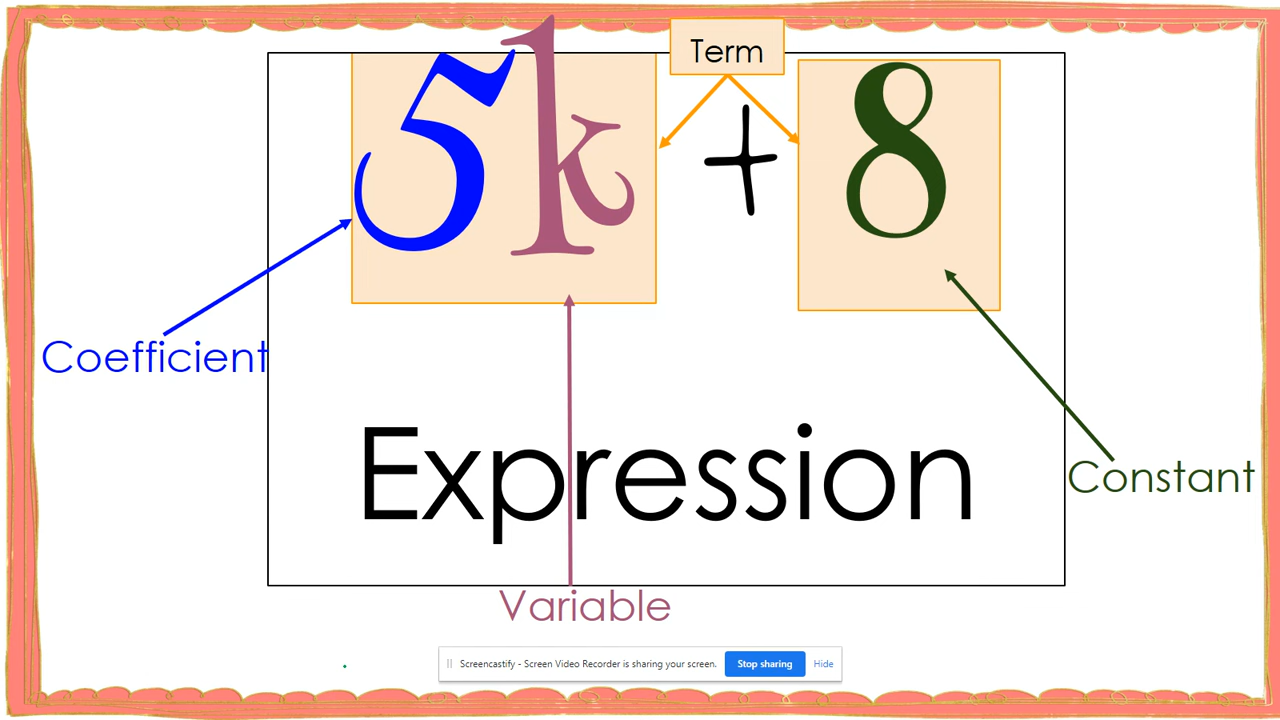 Term
5k + 8
Coefficient
Expression
Constant
Variable
Screencastify - Screen Video Recorder is sharing your screen. Stop sharing Hide